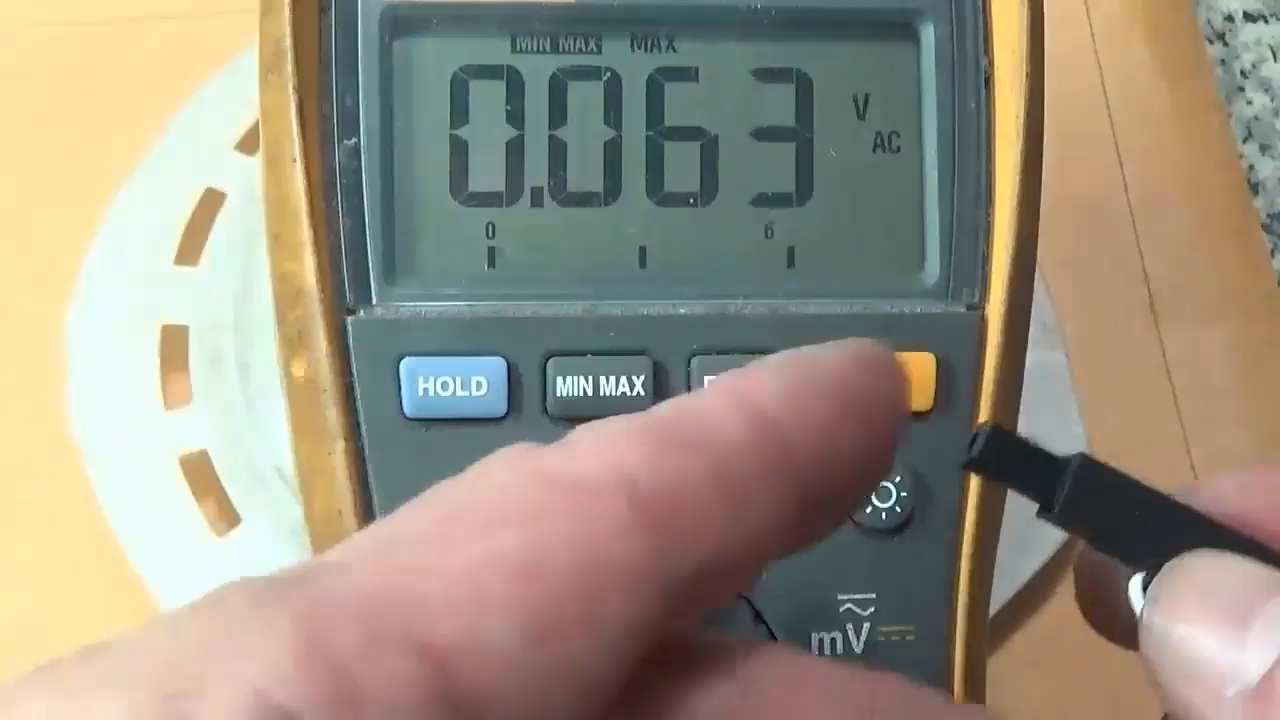 MIN MAX MAX
0.063 V
AC
0 6
HOLD MIN MAX
mV